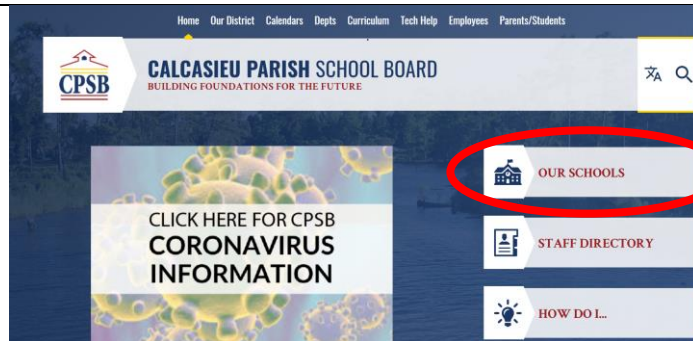 Home Our District Calendars Depts Curriculum Tech Help Employees Parents/Students
CPSB
CALCASIEU PARISH SCHOOL BOARD
BUILDING FOUNDATIONS FOR THE FUTURE
CLICK HERE FOR CPSB
CORONAVIRUS
INFORMATION
OUR SCHOOLS
STAFF DIRECTORY
HOW DO I...